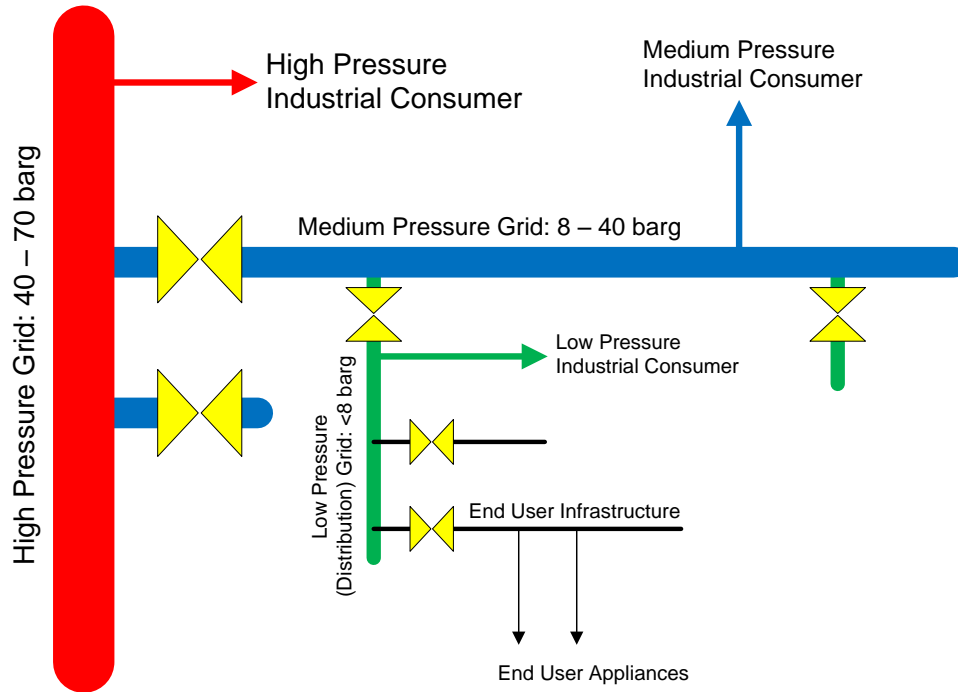 High Pressure
Industrial Consumer
Medium Pressure
Industrial Consumer
High Pressure Grid: 40 – 70 barg
Medium Pressure Grid: 8 – 40 barg
Low Pressure
Industrial Consumer
Low Pressure
(Distribution) Grid: <8 barg
End User Infrastructure
End User Appliances